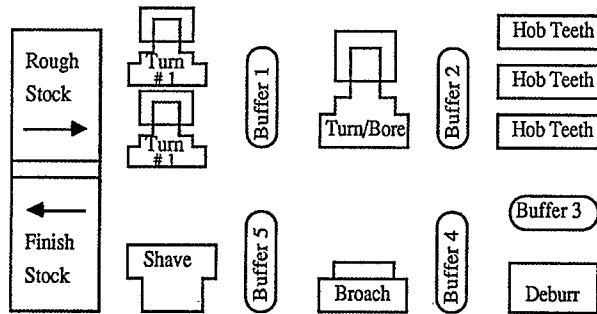 Rough
Stock
Turn
# 1
Turn
# 1
Buffer 1
Turn/Bore
Buffer 2
Hob Teeth
Hob Teeth
Hob Teeth
Finish
Stock
Shave
Buffer 5
Broach
Buffer 4
Buffer 3
Deburr